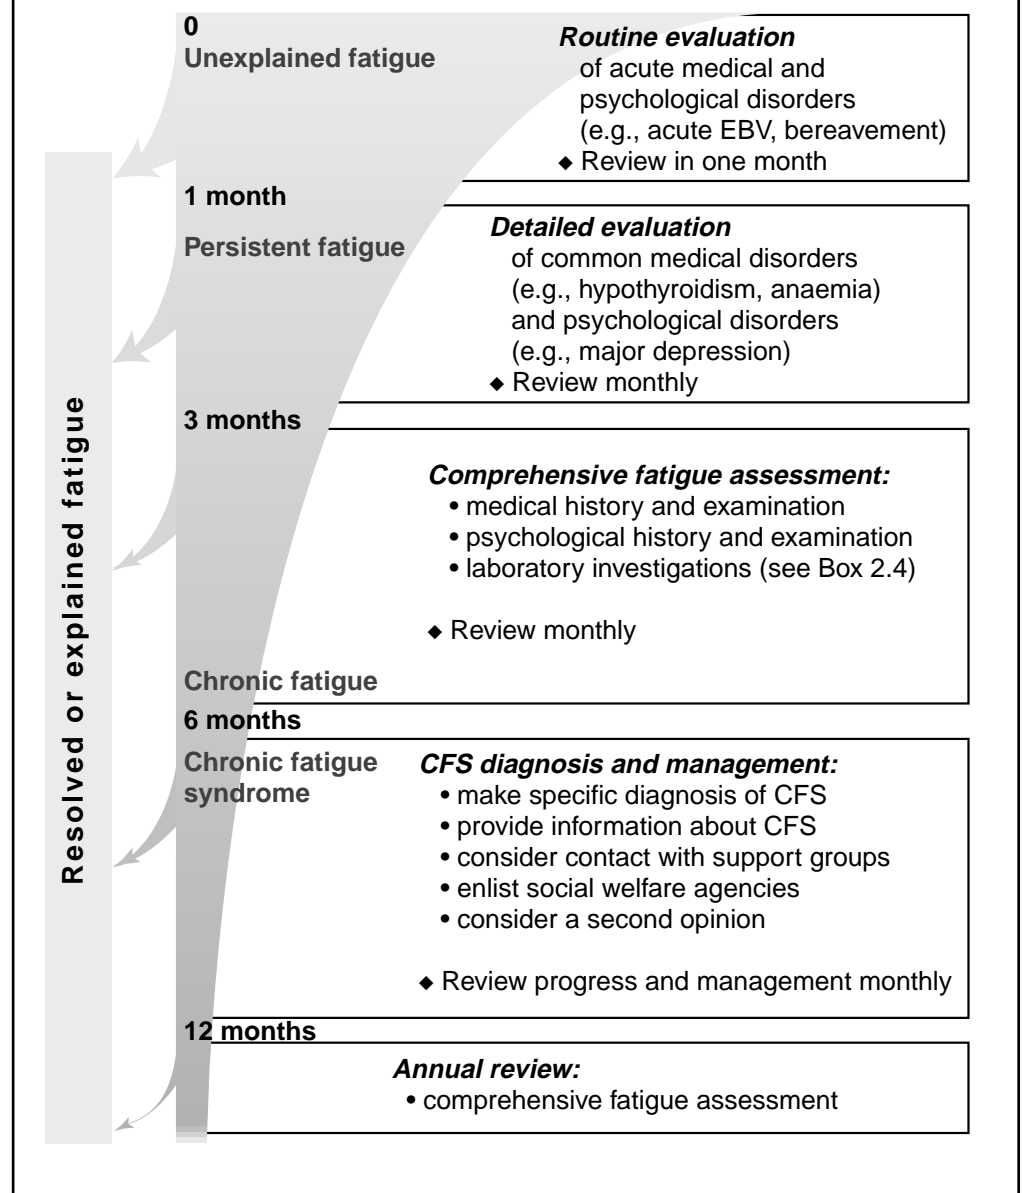 0
Unexplained fatigue
Routine evaluation
of acute medical and
psychological disorders
(e.g., acute EBV, bereavement)
◆ Review in one month
1 month
Persistent fatigue
Detailed evaluation
of common medical disorders
(e.g., hypothyroidism, anaemia)
and psychological disorders
(e.g., major depression)
◆ Review monthly
3 months
Comprehensive fatigue assessment:
• medical history and examination
• psychological history and examination
• laboratory investigations (see Box 2.4)
◆ Review monthly
Chronic fatigue
6 months
Chronic fatigue
syndrome
CFS diagnosis and management:
• make specific diagnosis of CFS
• provide information about CFS
• consider contact with support groups
• enlist social welfare agencies
• consider a second opinion
◆ Review progress and management monthly
12 months
Annual review:
• comprehensive fatigue assessment
Resolved or explained fatigue